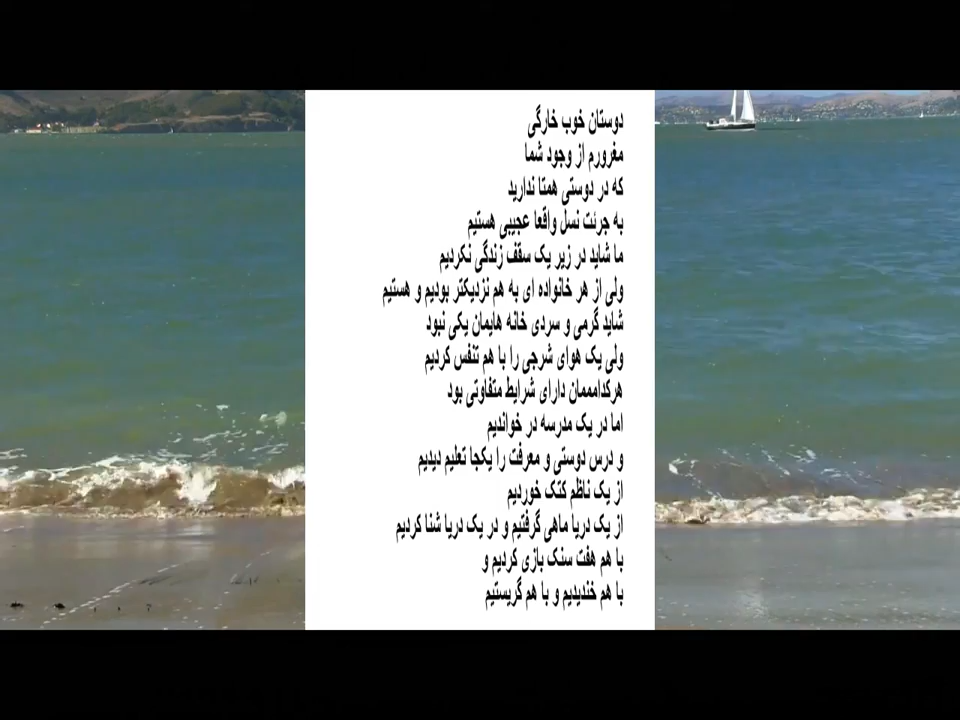 دوستان خوب خارگی
مغرورم از وجود شما
که در دوستی همتا ندارید
به جرئت نسل واقعا عجیبی هستیم
ما شاید در زیر یک سقف زندگی نکردیم
ولی از هر خانواده ای به هم نزدیکتر بودیم و هستیم
شاید گرمی و سردی خانه هایمان یکی نبود
ولی یک هوای شرجی را با هم تنفس کردیم
هرکداممان دارای شرایط متفاوتی بود
اما در یک مدرسه در خواندیم
و درس دوستی و معرفت را یکجا تعلیم دیدیم
از یک ناظم کتک خوردیم
از یک دریا ماهی گرفتیم و در یک دریا شنا کردیم
با هم هفت سنک بازی کردیم و
با هم خندیدیم و با هم گریستیم